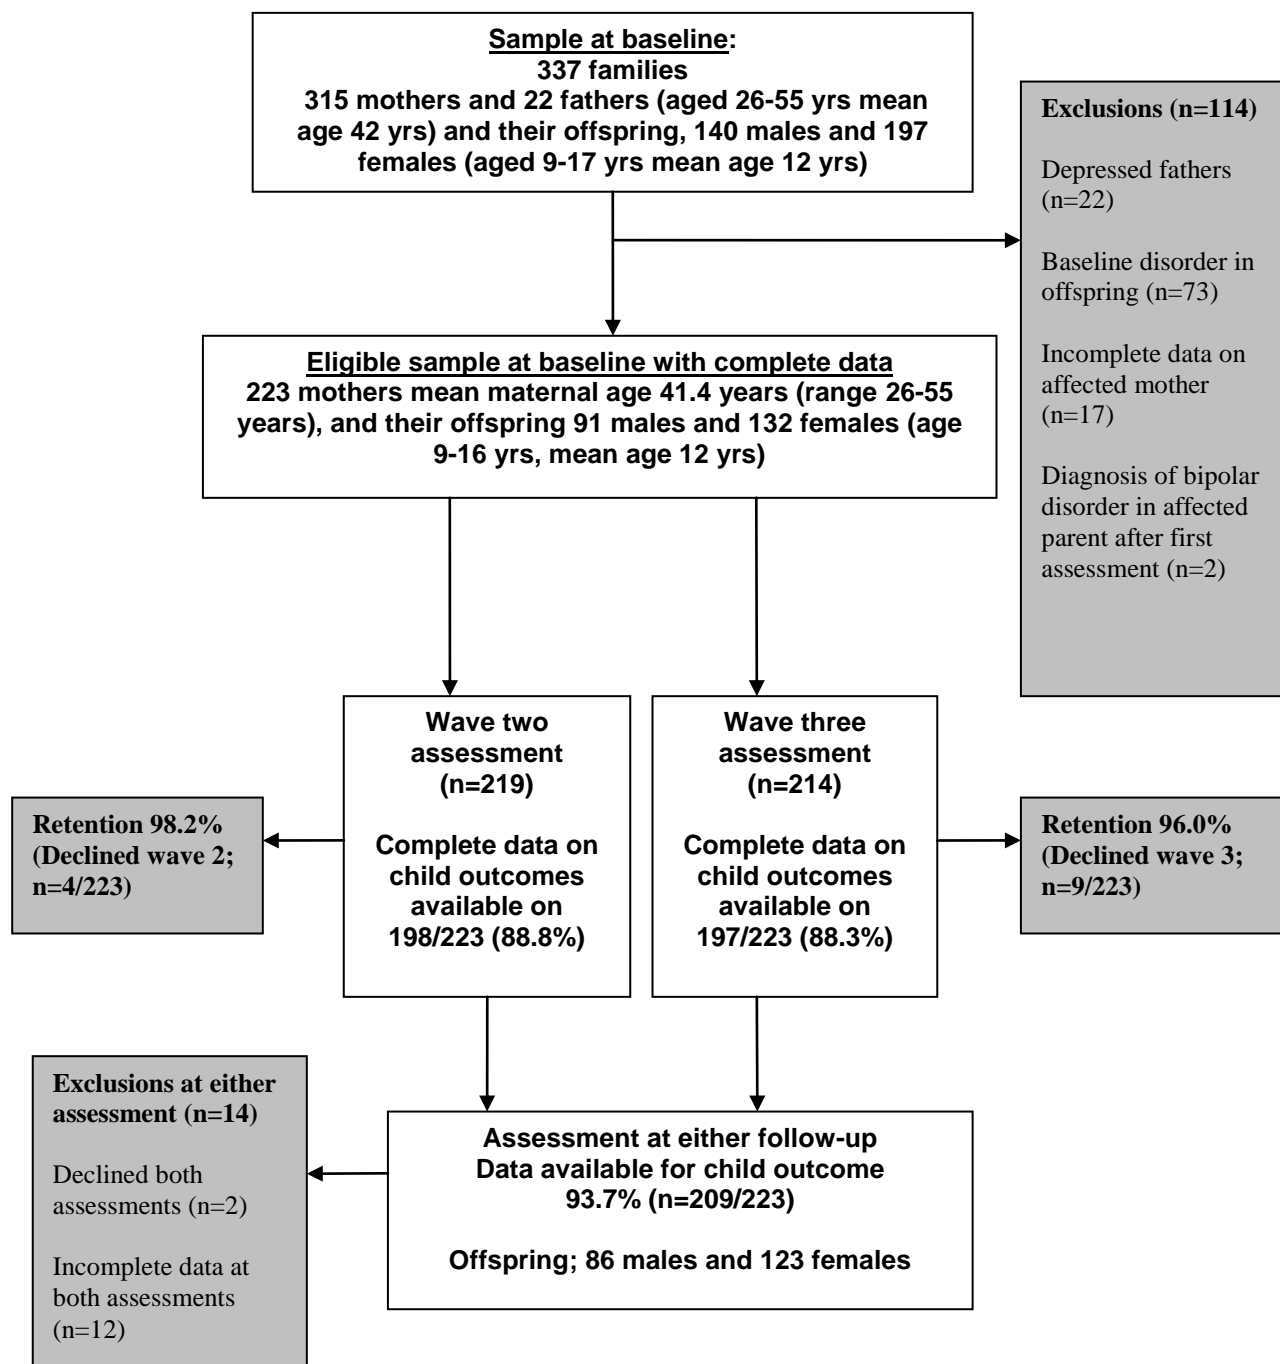 Sample at baseline:
337 families
315 mothers and 22 fathers (aged 26-55 yrs mean
age 42 yrs) and their offspring, 140 males and 197
females (aged 9-17 yrs mean age 12 yrs)
Exclusions (n=114)
Depressed fathers
(n=22)
Baseline disorder in
offspring (n=73)
Incomplete data on
affected mother
(n=17)
Diagnosis of bipolar
disorder in affected
parent after first
assessment (n=2)
Eligible sample at baseline with complete data
223 mothers mean maternal age 41.4 years (range 26-55
years), and their offspring 91 males and 132 females (age
9-16 yrs, mean age 12 yrs)
Wave two
assessment
(n=219)
Complete data on
child outcomes
available on
198/223 (88.8%)
Wave three
assessment
(n=214)
Complete data on
child outcomes
available on
197/223 (88.3%)
Retention 98.2%
(Declined wave 2;
n=4/223)
Retention 96.0%
(Declined wave 3;
n=9/223)
Exclusions at either
assessment (n=14)
Declined both
assessments (n=2)
Incomplete data at
both assessments
(n=12)
Assessment at either follow-up
Data available for child outcome
93.7% (n=209/223)
Offspring; 86 males and 123 females